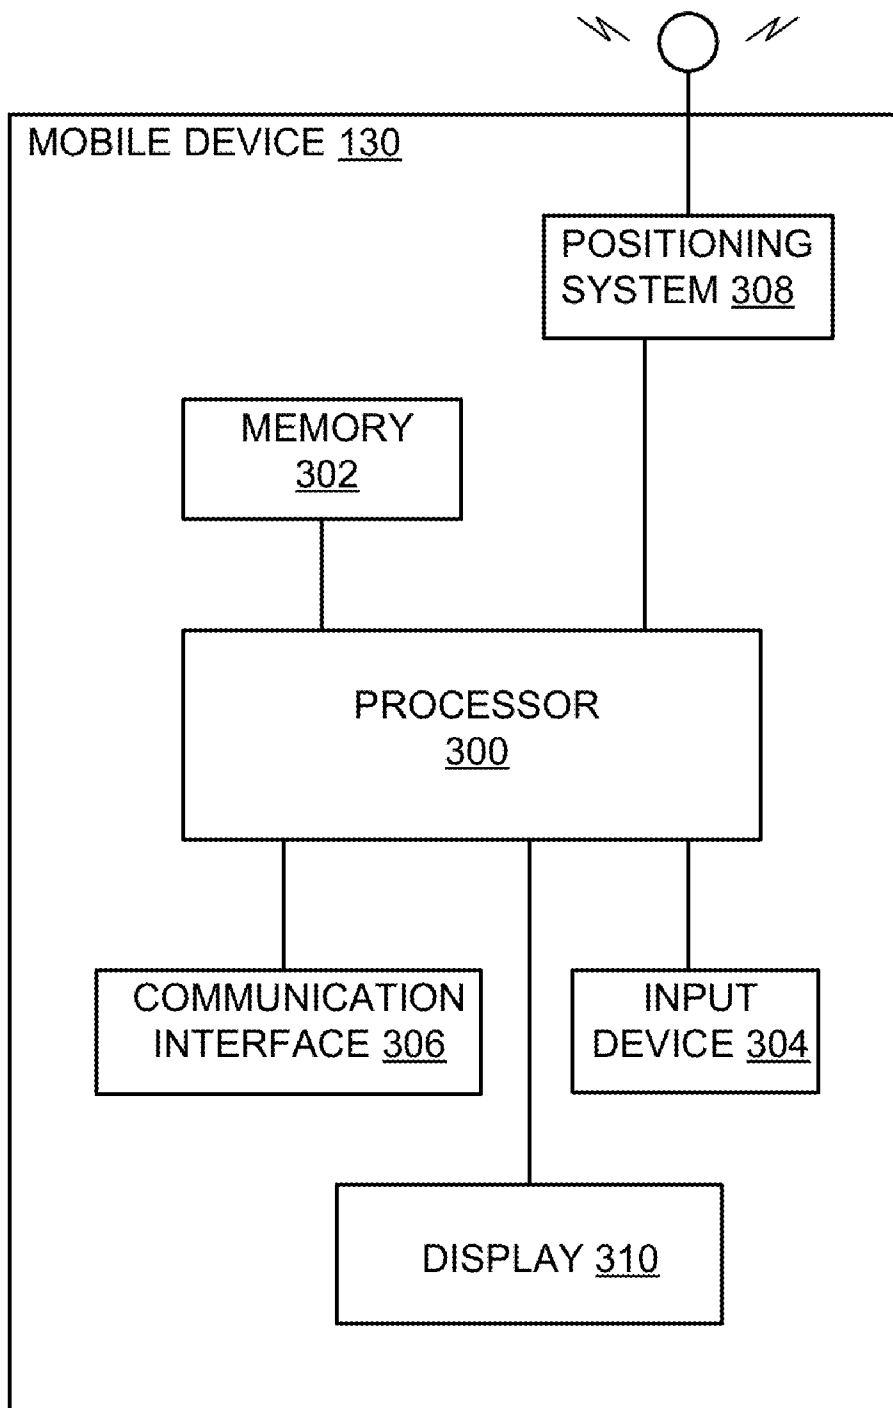 MOBILE DEVICE 130
POSITIONING
SYSTEM 308
MEMORY
302
PROCESSOR
300
COMMUNICATION
INTERFACE 306
INPUT
DEVICE 304
DISPLAY 310